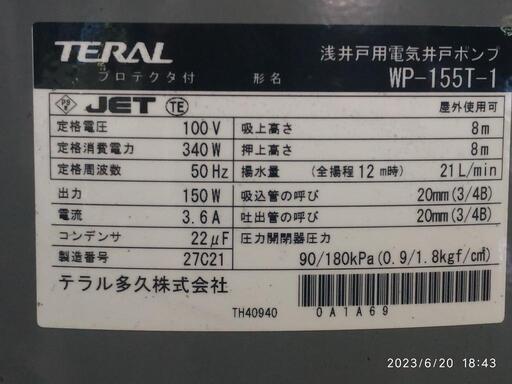 TERAL 浅井戸用電気井戸ポンプ
プロテクタ付 形名 WP-155T-1
PSE JET TE 屋外使用可
定格電圧 100V 吸上高さ 8m
定格消費電力 340W 押上高さ 8m
定格周波数 50Hz 揚水量 (全揚程12m時) 21L/min
出力 150W 吸込管の呼び 20mm(3/4B)
電流 3.6A 吐出管の呼び 20mm(3/4B)
コンデンサ 22μF 圧力開閉器圧力
製造番号 27C21 90/180kPa(0.9/1.8kgf/c㎡)
テラル多久株式会社
TH40940 0A1A69
2023/6/20 18:43